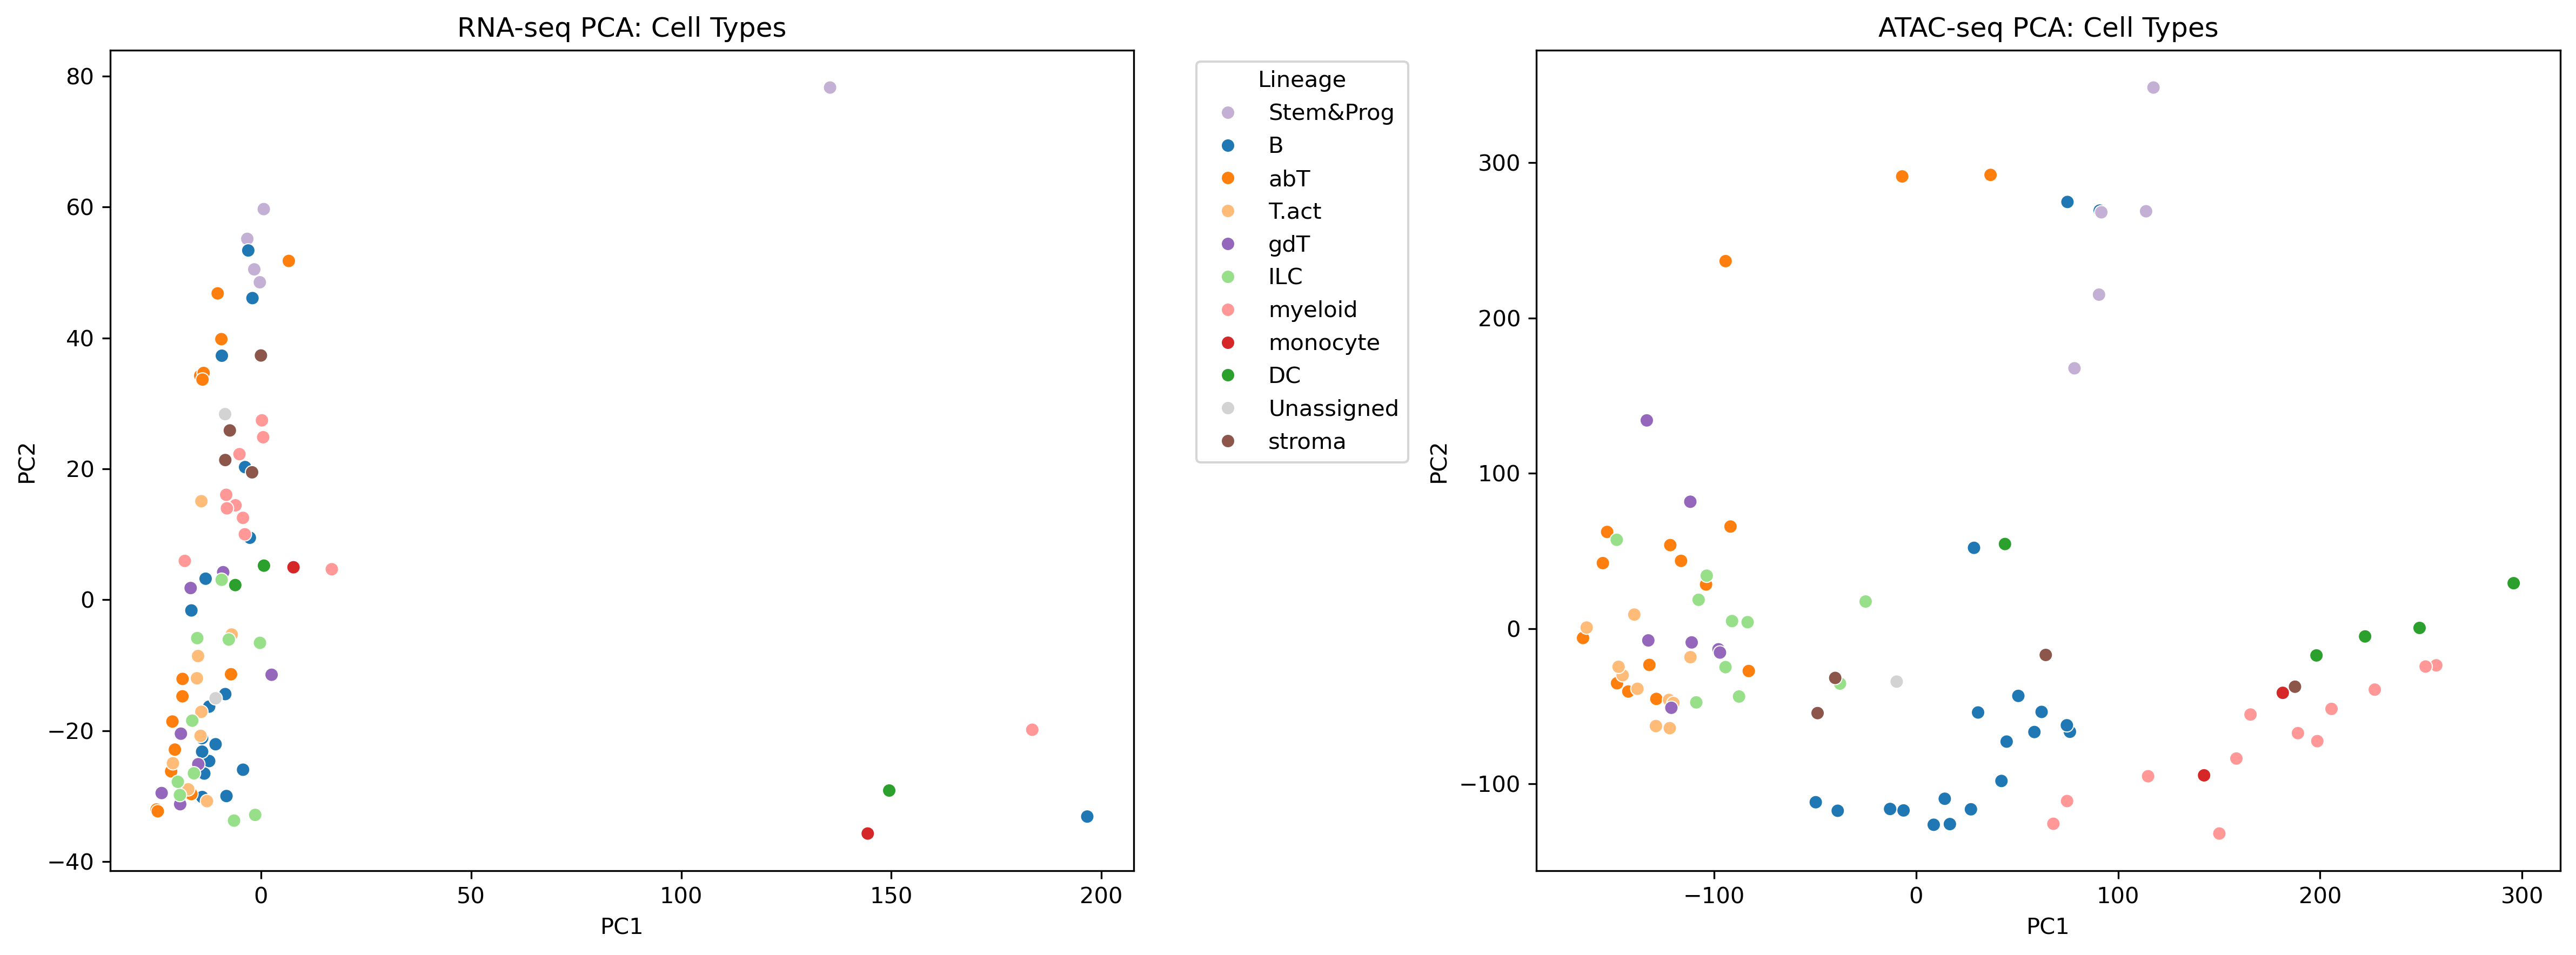 RNA-seq PCA: Cell Types
80
60
40
20
0
−20
−40
PC2
0
50
100
150
200
PC1
Lineage
Stem&Prog
B
abT
T.act
gdT
ILC
myeloid
monocyte
DC
Unassigned
stroma
ATAC-seq PCA: Cell Types
300
200
100
0
−100
PC2
−100
0
100
200
300
PC1